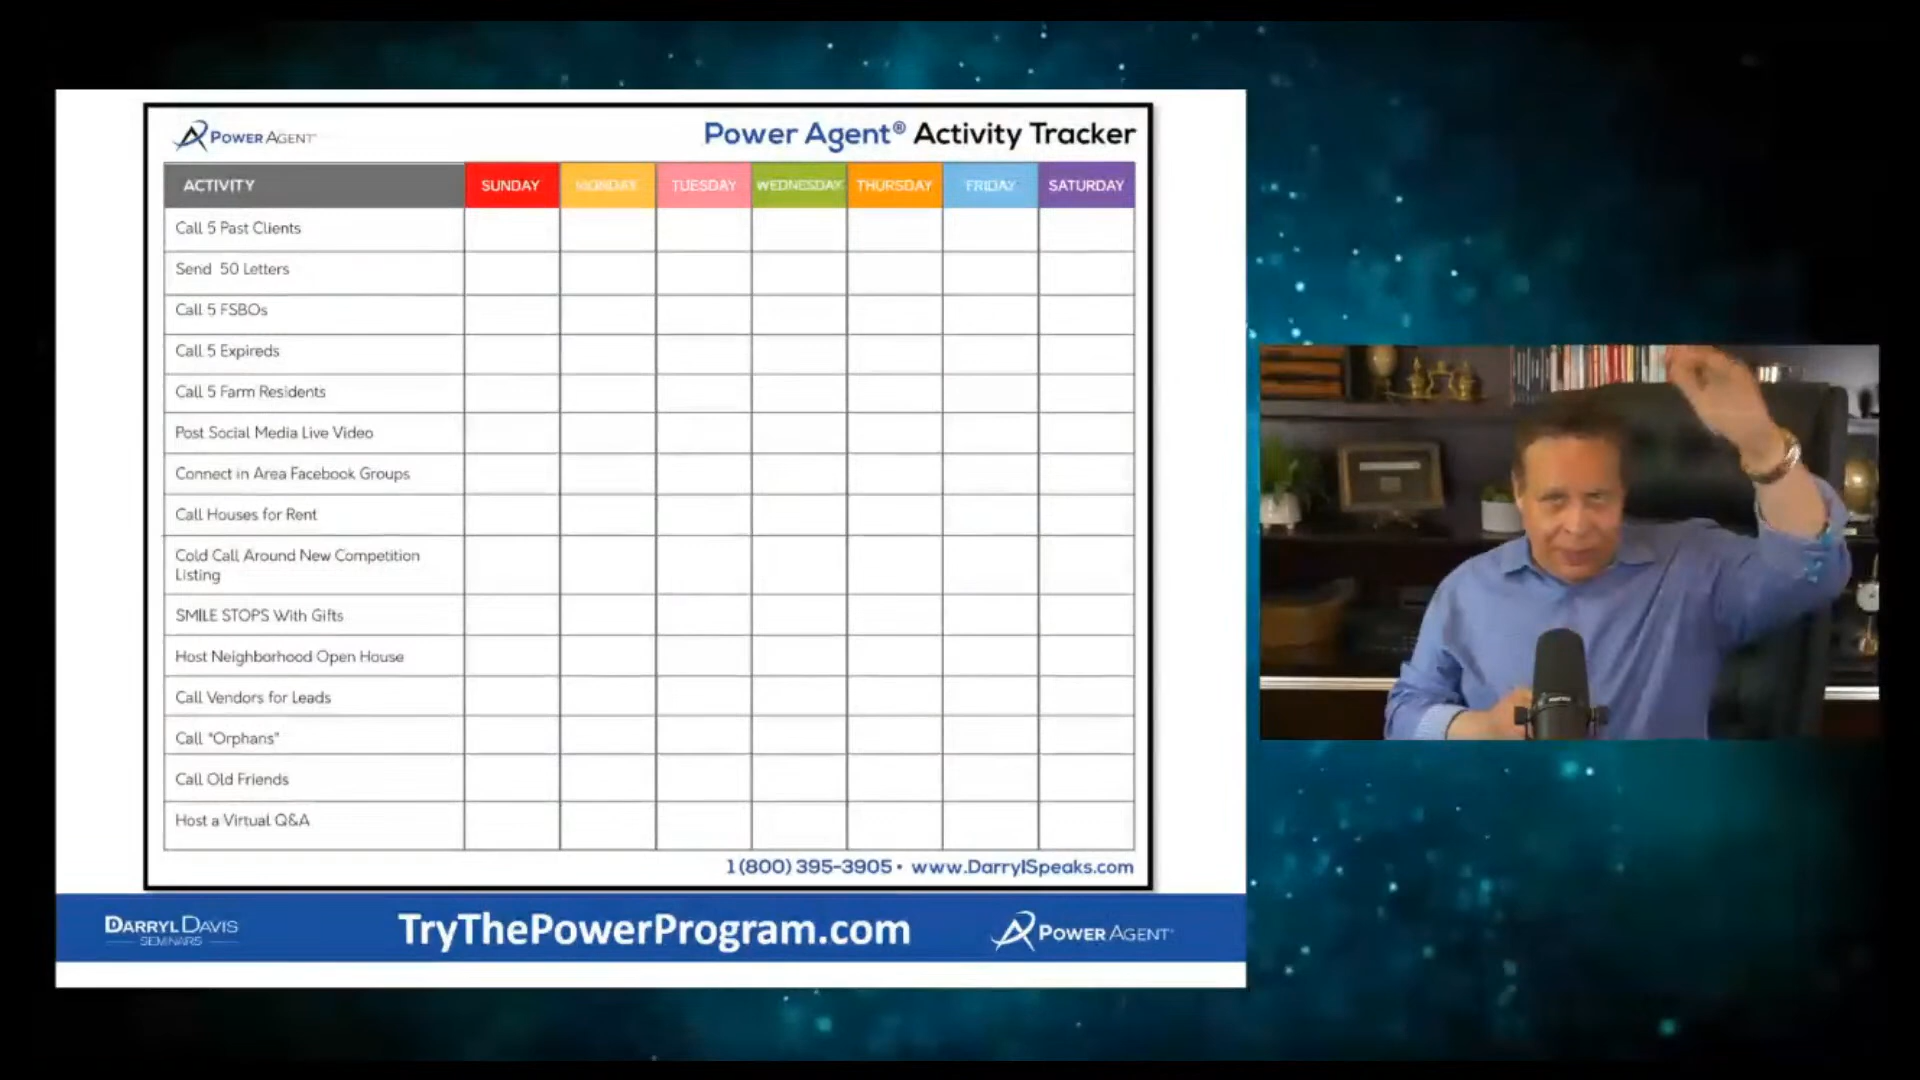 POWER AGENT
Power Agent® Activity Tracker
ACTIVITY SUNDAY MONDAY TUESDAY WEDNESDAY THURSDAY FRIDAY SATURDAY
Call 5 Past Clients
Send 50 Letters
Call 5 FSBOs
Call 5 Expireds
Call 5 Farm Residents
Post Social Media Live Video
Connect in Area Facebook Groups
Call Houses for Rent
Cold Call Around New Competition
Listing
SMILE STOPS With Gifts
Host Neighborhood Open House
Call Vendors for Leads
Call "Orphans"
Call Old Friends
Host a Virtual Q&A
1 (800) 395-3905 • www.DarrylSpeaks.com
DARRYL DAVIS
SEMINARS
TryThePowerProgram.com
POWER AGENT